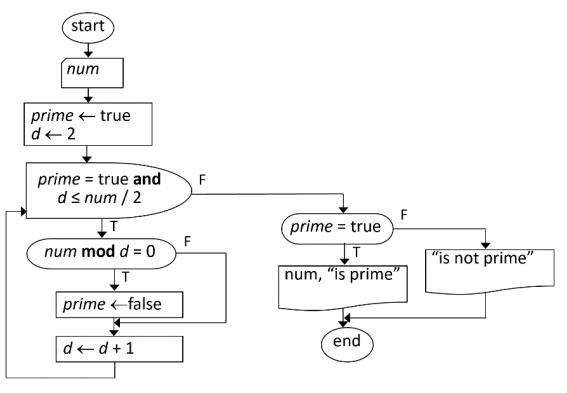 start
num
prime ← true
d ← 2
prime = true and
d ≤ num / 2
F
T
num mod d = 0
F
T
prime ←false
d ← d + 1
prime = true
F
T
num, “is prime”
“is not prime”
end